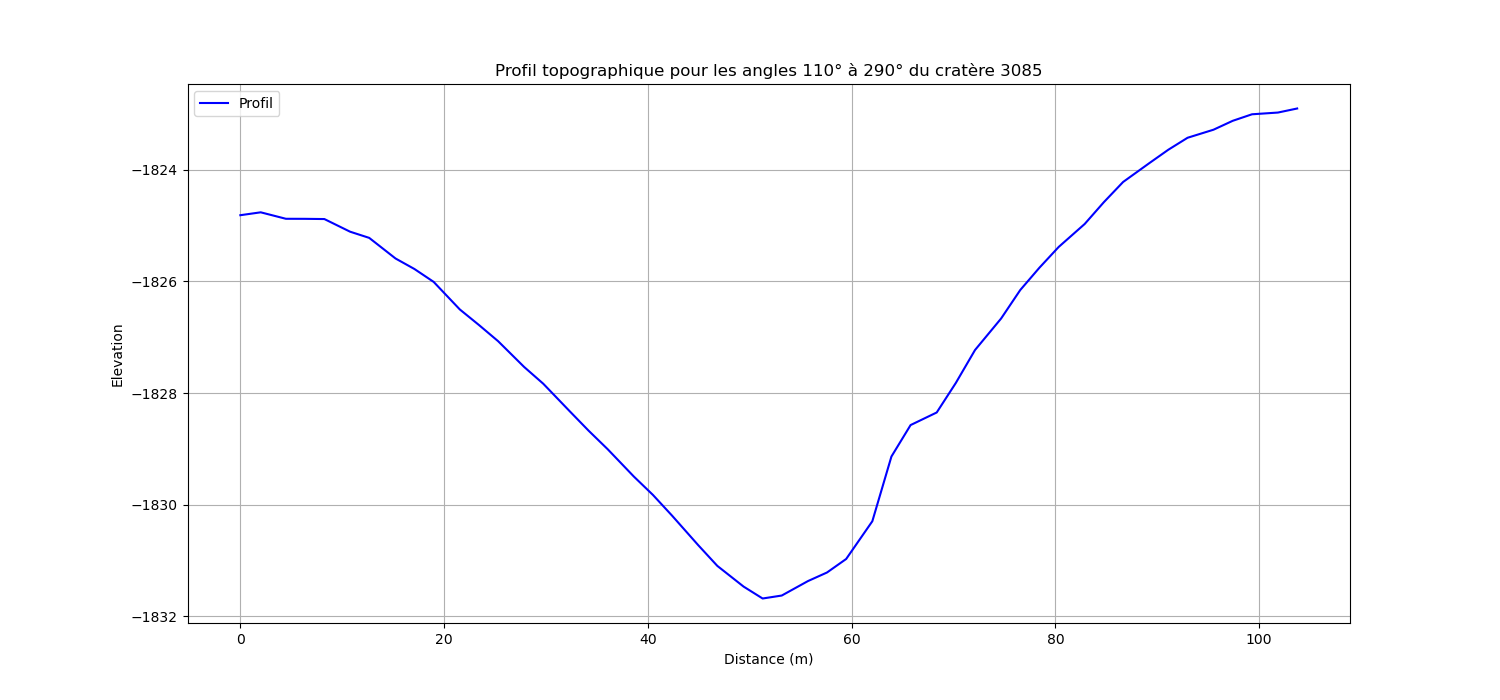 Profil topographique pour les angles 110° à 290° du cratère 3085
Profil
−1824
−1826
−1828
−1830
−1832
Elevation
0 20 40 60 80 100
Distance (m)